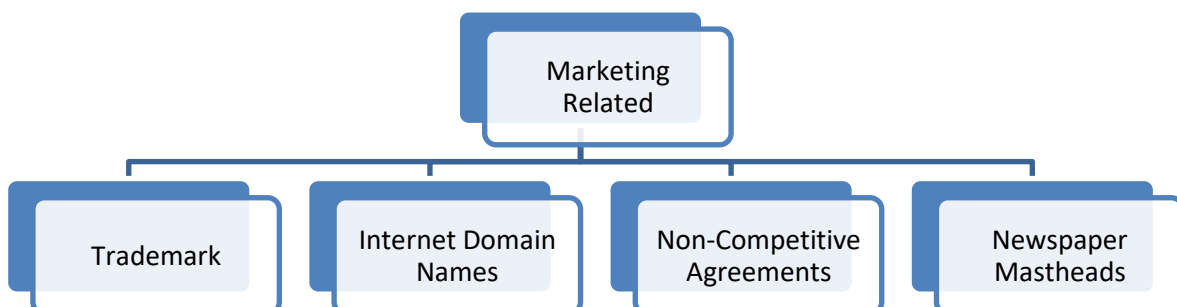 Marketing
Related
Trademark
Internet Domain
Names
Non-Competitive
Agreements
Newspaper
Mastheads